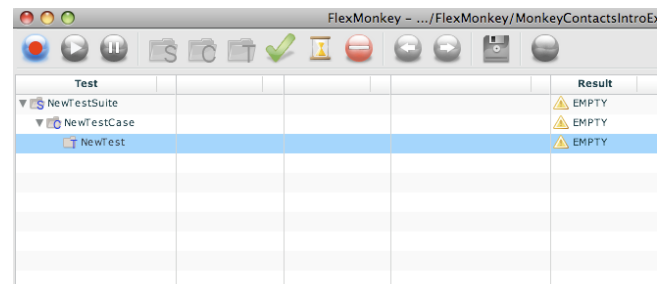 FlexMonkey – .../FlexMonkey/MonkeyContactsIntroEx
S C T
Test Result
S NewTestSuite EMPTY
C NewTestCase EMPTY
T NewTest EMPTY